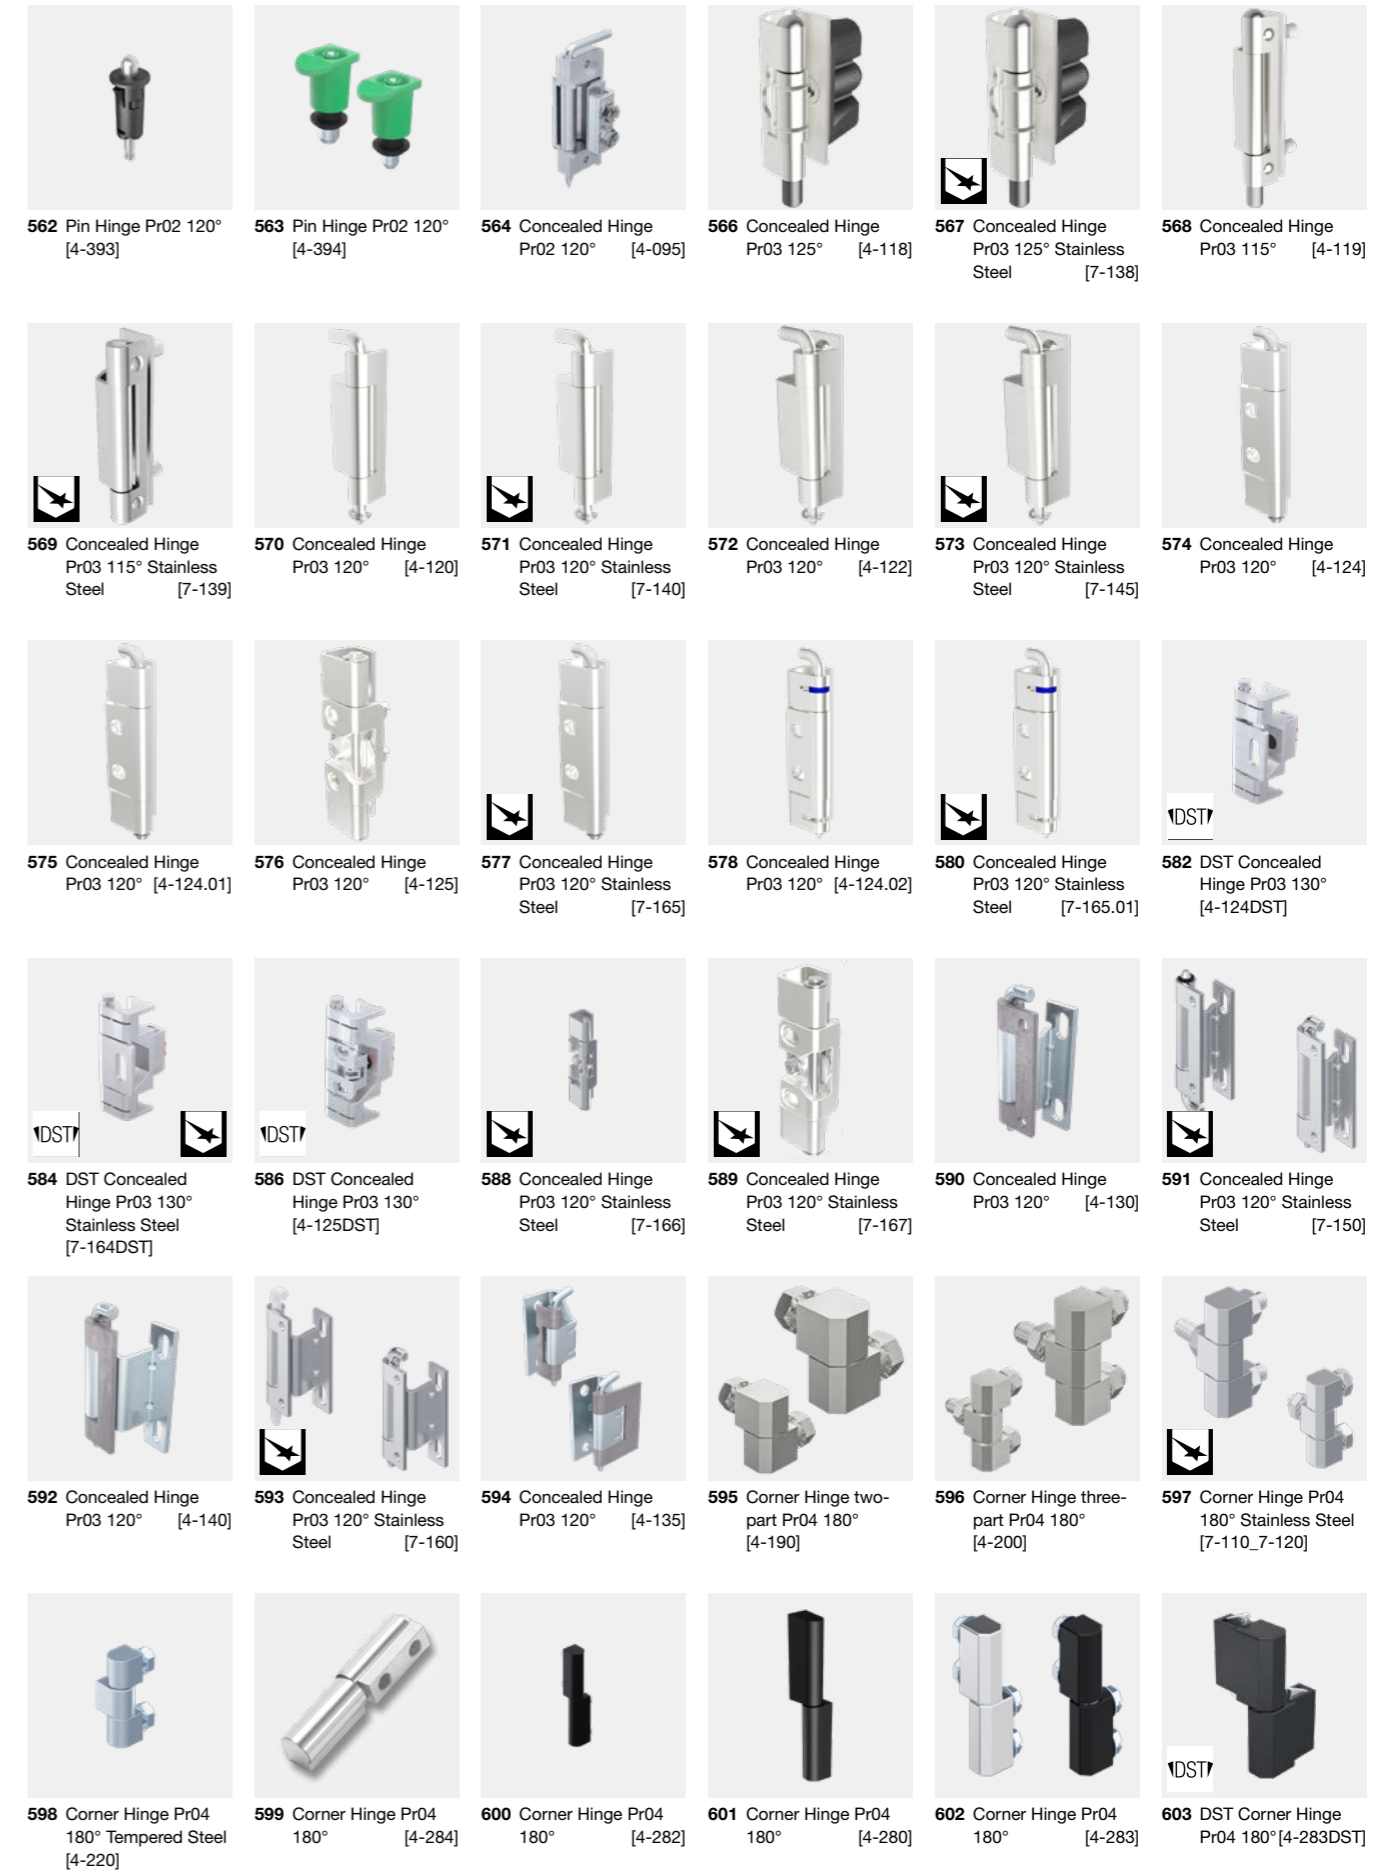 562 Pin Hinge Pr02 120°
[4-393]
563 Pin Hinge Pr02 120°
[4-394]
564 Concealed Hinge
Pr02 120° [4-095]
566 Concealed Hinge
Pr03 125° [4-118]
567 Concealed Hinge
Pr03 125° Stainless
Steel [7-138]
568 Concealed Hinge
Pr03 115° [4-119]
569 Concealed Hinge
Pr03 115° Stainless
Steel [7-139]
570 Concealed Hinge
Pr03 120° [4-120]
571 Concealed Hinge
Pr03 120° Stainless
Steel [7-140]
572 Concealed Hinge
Pr03 120° [4-122]
573 Concealed Hinge
Pr03 120° Stainless
Steel [7-145]
574 Concealed Hinge
Pr03 120° [4-124]
575 Concealed Hinge
Pr03 120° [4-124.01]
576 Concealed Hinge
Pr03 120° [4-125]
577 Concealed Hinge
Pr03 120° Stainless
Steel [7-165]
578 Concealed Hinge
Pr03 120° [4-124.02]
580 Concealed Hinge
Pr03 120° Stainless
Steel [7-165.01]
DST
582 DST Concealed
Hinge Pr03 130°
[4-124DST]
DST
584 DST Concealed
Hinge Pr03 130°
Stainless Steel
[7-164DST]
DST
586 DST Concealed
Hinge Pr03 130°
[4-125DST]
588 Concealed Hinge
Pr03 120° Stainless
Steel [7-166]
589 Concealed Hinge
Pr03 120° Stainless
Steel [7-167]
590 Concealed Hinge
Pr03 120° [4-130]
591 Concealed Hinge
Pr03 120° Stainless
Steel [7-150]
592 Concealed Hinge
Pr03 120° [4-140]
593 Concealed Hinge
Pr03 120° Stainless
Steel [7-160]
594 Concealed Hinge
Pr03 120° [4-135]
595 Corner Hinge two-
part Pr04 180°
[4-190]
596 Corner Hinge three-
part Pr04 180°
[4-200]
597 Corner Hinge Pr04
180° Stainless Steel
[7-110_7-120]
598 Corner Hinge Pr04
180° Tempered Steel
[4-220]
599 Corner Hinge Pr04
180° [4-284]
600 Corner Hinge Pr04
180° [4-282]
601 Corner Hinge Pr04
180° [4-280]
602 Corner Hinge Pr04
180° [4-283]
DST
603 DST Corner Hinge
Pr04 180° [4-283DST]